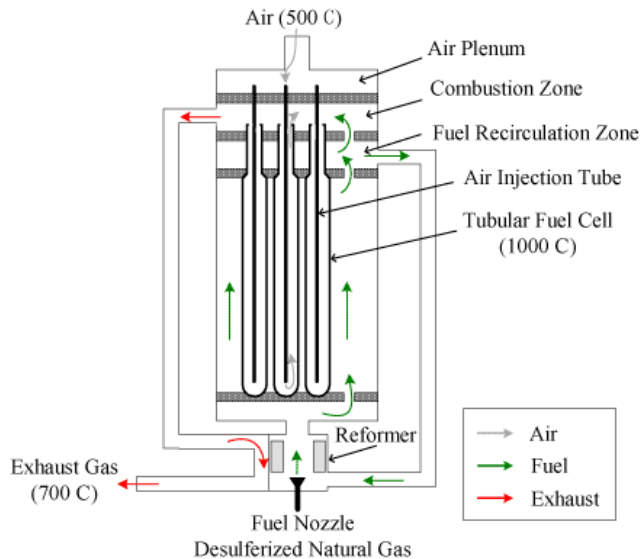 Air (500 C)
Air Plenum
Combustion Zone
Fuel Recirculation Zone
Air Injection Tube
Tubular Fuel Cell
(1000 C)
Reformer
Air
Fuel
Exhaust
Exhaust Gas
(700 C)
Fuel Nozzle
Desulferized Natural Gas